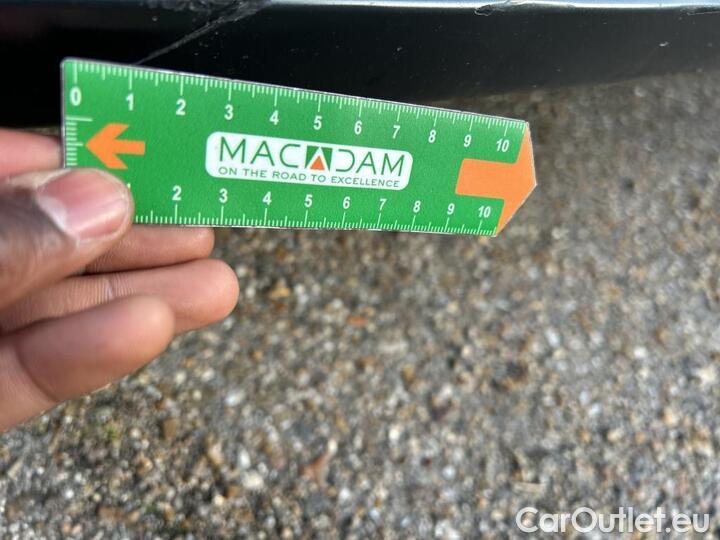 0 1 2 3 4 5 6 7 8 9 10
MACADAM
ON THE ROAD TO EXCELLENCE
2 3 4 5 6 7 8 9 10
CarOutlet.eu